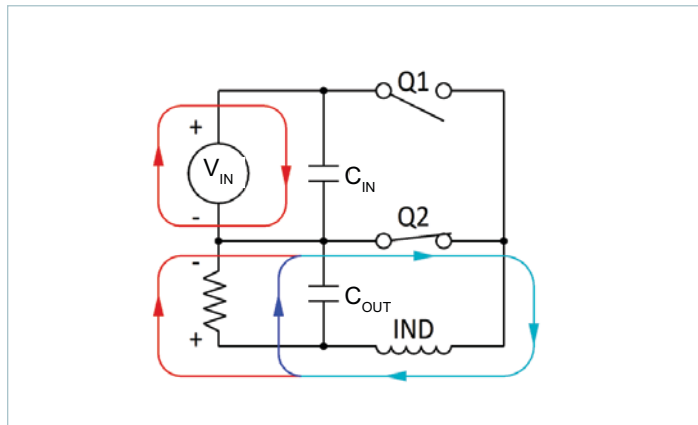 Q1
+
V_IN
C_IN
-
Q2
-
C_OUT
+
IND